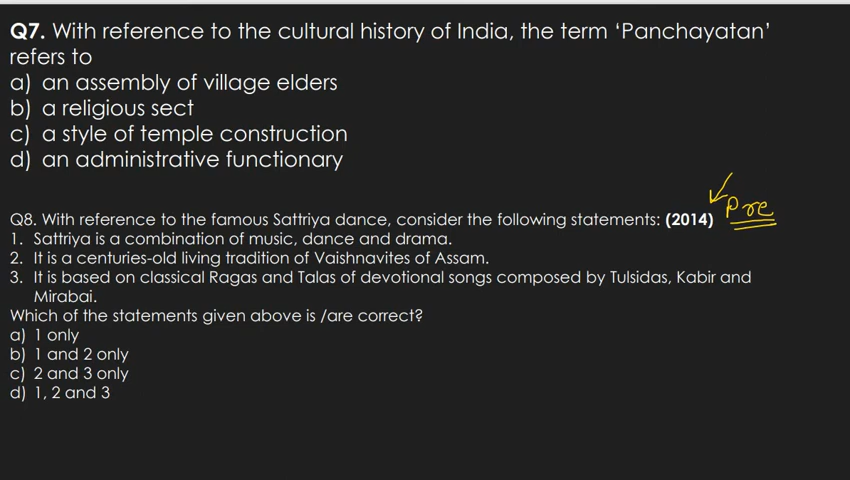 Q7. With reference to the cultural history of India, the term ‘Panchayatan’
refers to
a) an assembly of village elders
b) a religious sect
c) a style of temple construction
d) an administrative functionary
Pre
Q8. With reference to the famous Sattriya dance, consider the following statements: (2014)
1. Sattriya is a combination of music, dance and drama.
2. It is a centuries-old living tradition of Vaishnavites of Assam.
3. It is based on classical Ragas and Talas of devotional songs composed by Tulsidas, Kabir and
Mirabai.
Which of the statements given above is /are correct?
a) 1 only
b) 1 and 2 only
c) 2 and 3 only
d) 1, 2 and 3